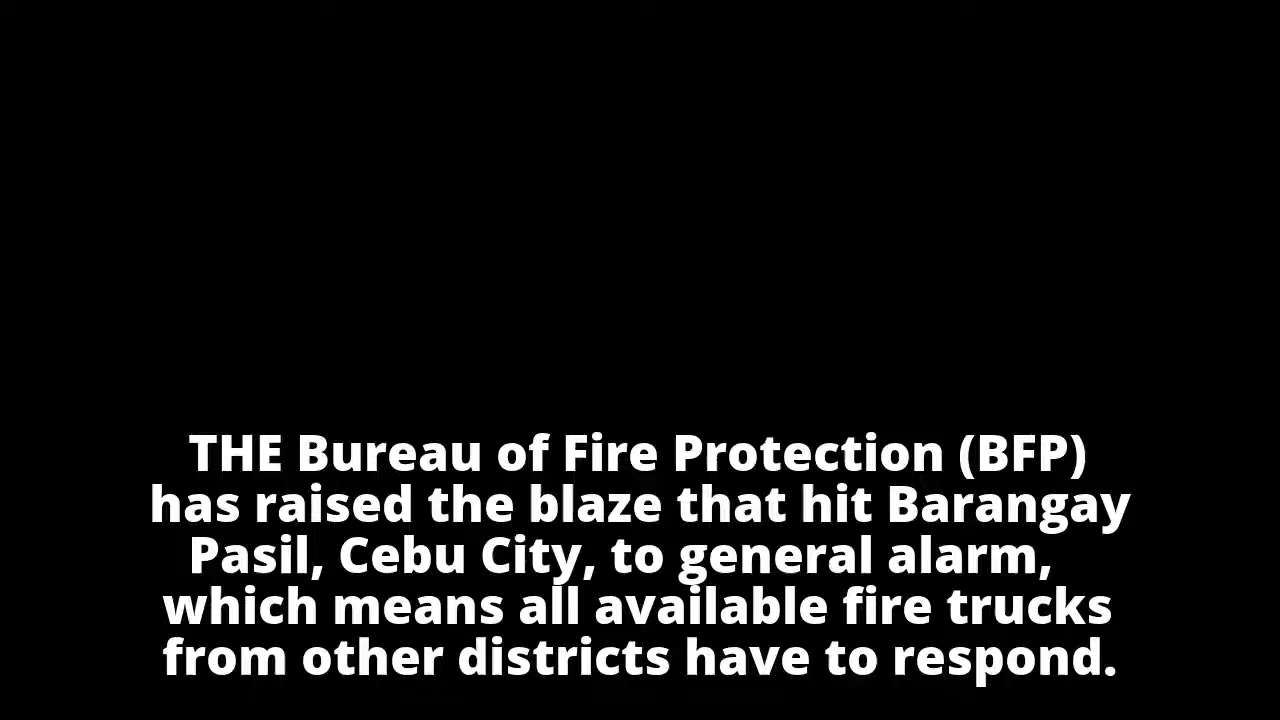 THE Bureau of Fire Protection (BFP)
has raised the blaze that hit Barangay
Pasil, Cebu City, to general alarm,
which means all available fire trucks
from other districts have to respond.